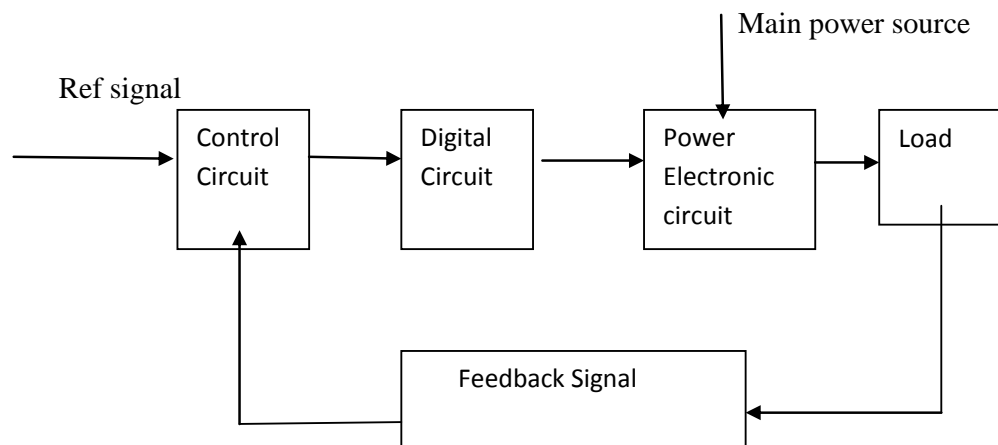 Main power source
Ref signal
Control
Circuit
Digital
Circuit
Power
Electronic
circuit
Load
Feedback Signal